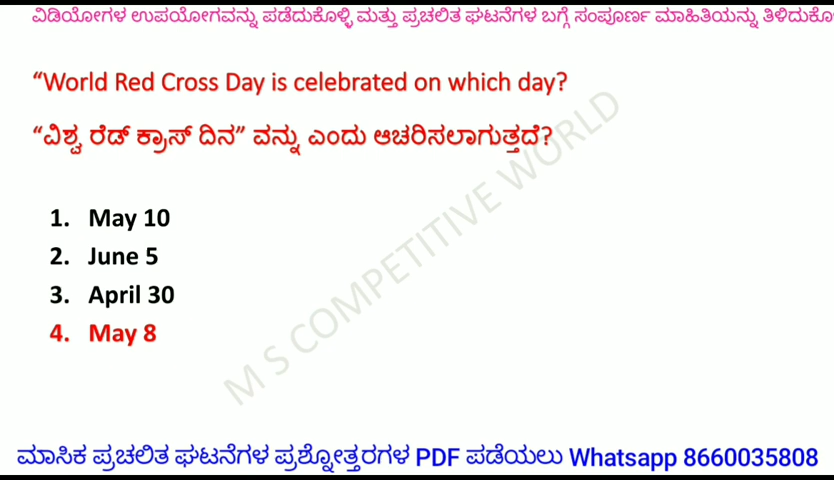 ವಿಡಿಯೋಗಳ ಉಪಯೋಗವನ್ನು ಪಡೆದುಕೊಳ್ಳಿ ಮತ್ತು ಪ್ರಚಲಿತ ಘಟನೆಗಳ ಬಗ್ಗೆ ಸಂಪೂರ್ಣ ಮಾಹಿತಿಯನ್ನು ತಿಳಿದುಕೊ
“World Red Cross Day is celebrated on which day?
“ವಿಶ್ವ ರೆಡ್ ಕ್ರಾಸ್ ದಿನ” ವನ್ನು ಎಂದು ಆಚರಿಸಲಾಗುತ್ತದೆ?
1. May 10
2. June 5
3. April 30
4. May 8
M S COMPETITIVE WORLD
ಮಾಸಿಕ ಪ್ರಚಲಿತ ಘಟನೆಗಳ ಪ್ರಶ್ನೋತ್ತರಗಳ PDF ಪಡೆಯಲು Whatsapp 8660035808